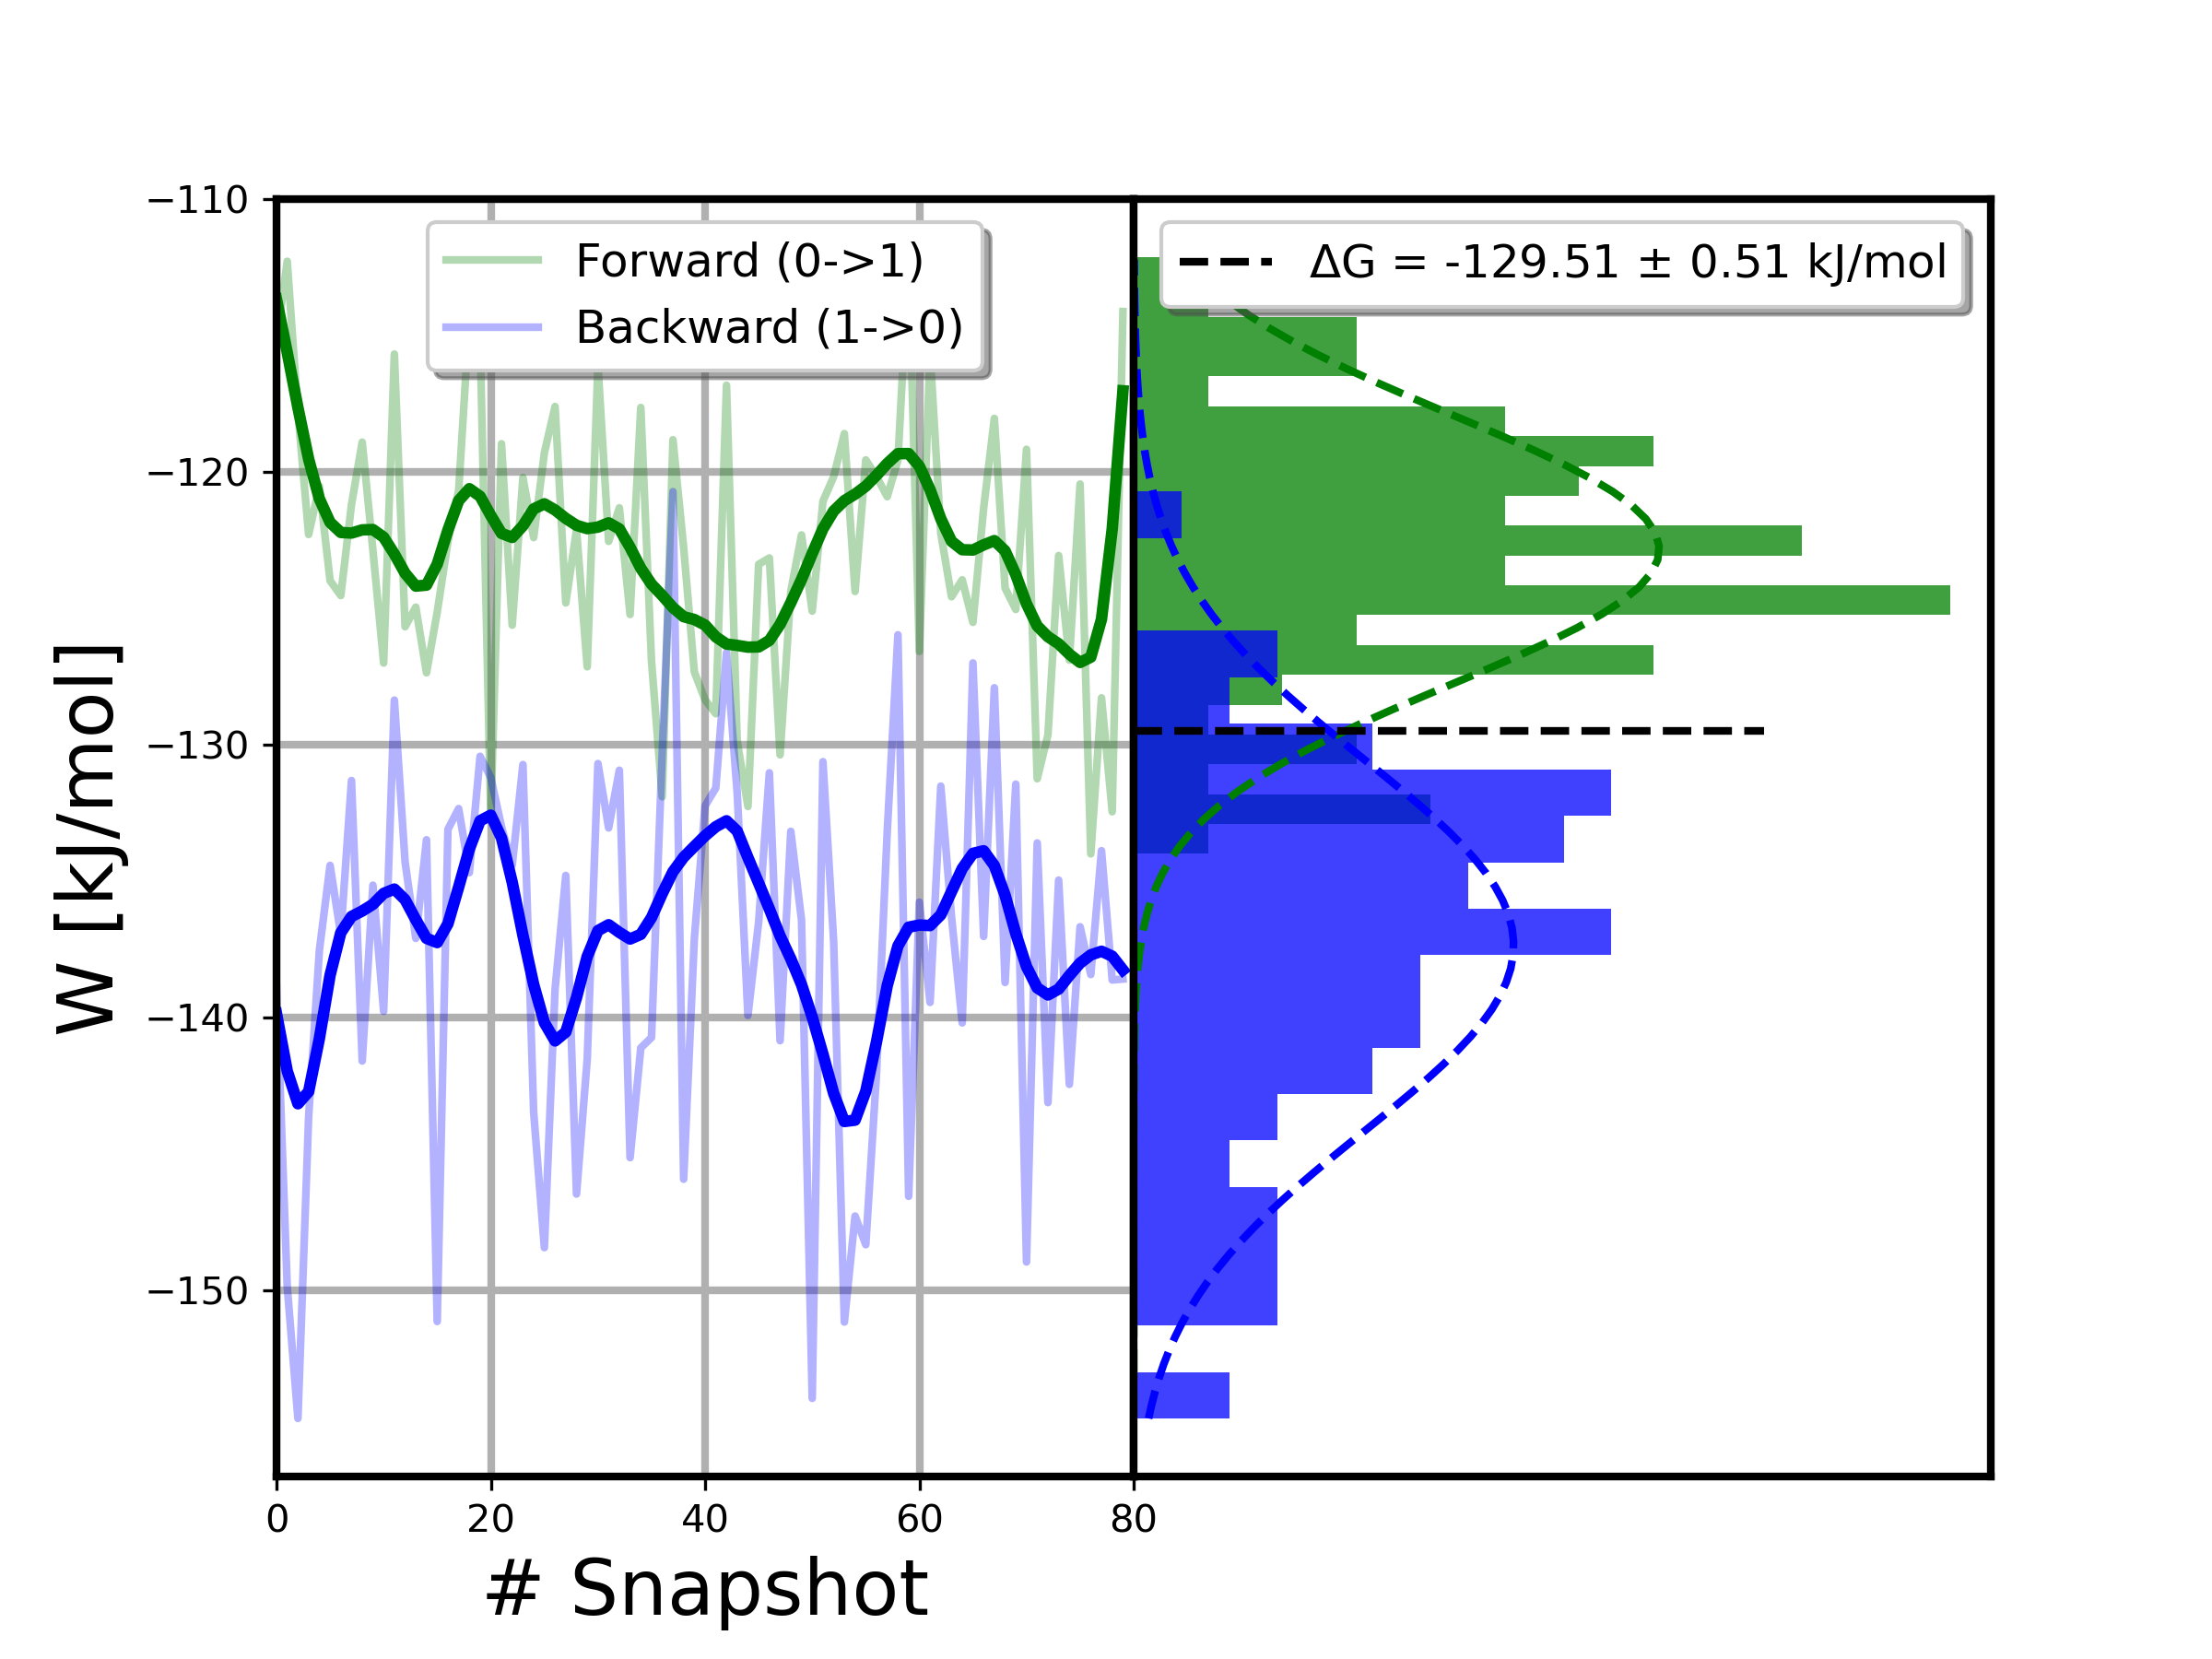 −110
−120
−130
−140
−150
W [kJ/mol]
Forward (0->1)
Backward (1->0)
ΔG = -129.51 ± 0.51 kJ/mol
0
20
40
60
80
# Snapshot